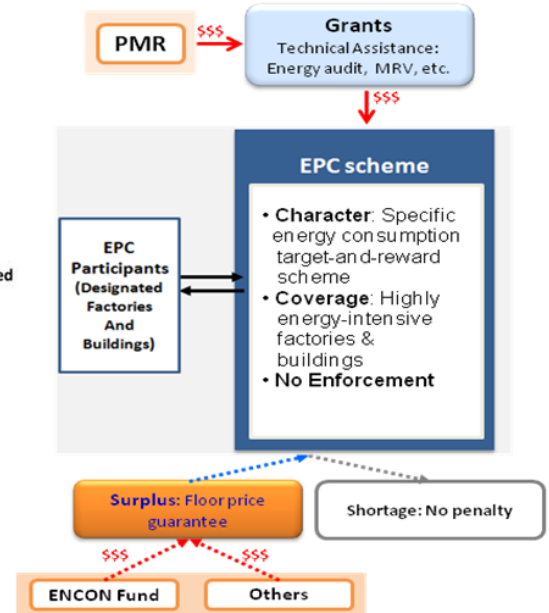 $$$
PMR
Grants
Technical Assistance:
Energy audit, MRV, etc.
$$$
EPC scheme
• Character: Specific
energy consumption
target-and-reward
scheme
• Coverage: Highly
energy-intensive
factories &
buildings
• No Enforcement
EPC
Participants
(Designated
Factories
And
Buildings)
ed
Surplus: Floor price
guarantee
Shortage: No penalty
$$$
$$$
ENCON Fund
Others